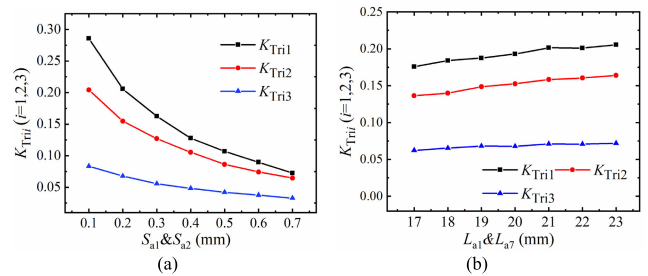 0.30
0.25
0.20
0.15
0.10
0.05
K_Trii (i=1,2,3)
K_Tri1
K_Tri2
K_Tri3
0.1 0.2 0.3 0.4 0.5 0.6 0.7
S_a1&S_a2 (mm)
(a)
0.25
0.20
0.15
0.10
0.05
0.00
K_Trii (i=1,2,3)
K_Tri1 K_Tri2
K_Tri3
17 18 19 20 21 22 23
L_a1&L_a7 (mm)
(b)